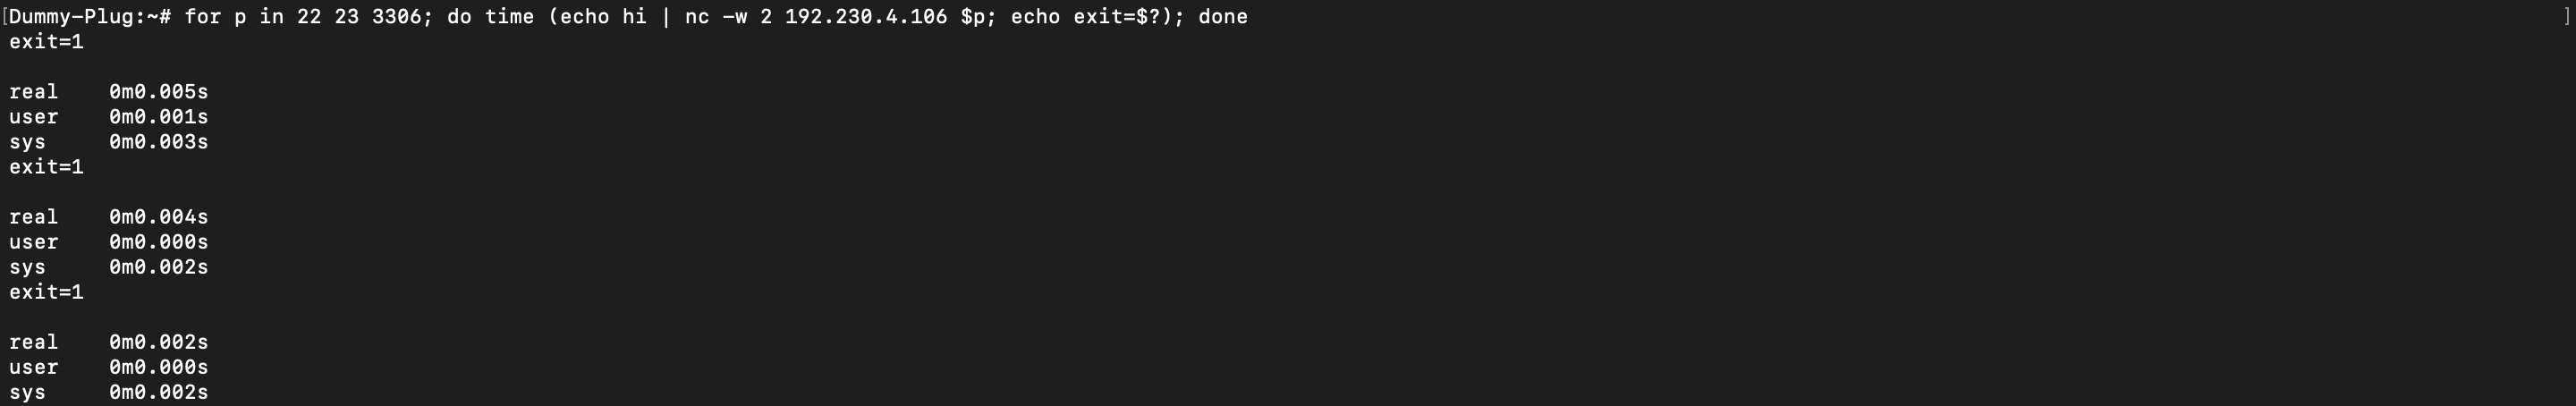 [Dummy-Plug:~# for p in 22 23 3306; do time (echo hi | nc -w 2 192.230.4.106 $p; echo exit=$?); done ]
exit=1
real 0m0.005s
user 0m0.001s
sys 0m0.003s
exit=1
real 0m0.004s
user 0m0.000s
sys 0m0.002s
exit=1
real 0m0.002s
user 0m0.000s
sys 0m0.002s